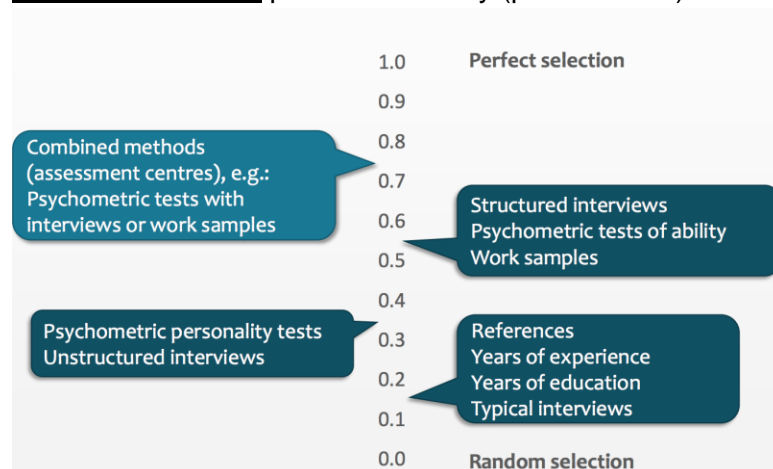 1.0 Perfect selection
0.9
0.8
Combined methods
(assessment centres), e.g.:
Psychometric tests with
interviews or work samples
0.7
0.6
Structured interviews
Psychometric tests of ability
Work samples
0.5
0.4
Psychometric personality tests
Unstructured interviews
0.3
References
Years of experience
Years of education
Typical interviews
0.2
0.1
0.0 Random selection